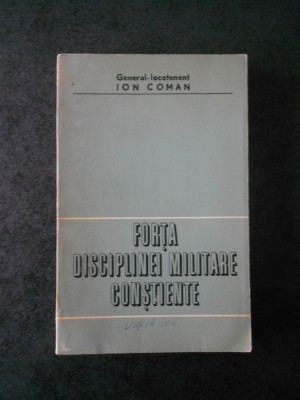 General-locotenent
ION COMAN
FORȚA
DISCIPLINEI MILITARE
CONȘTIENTE